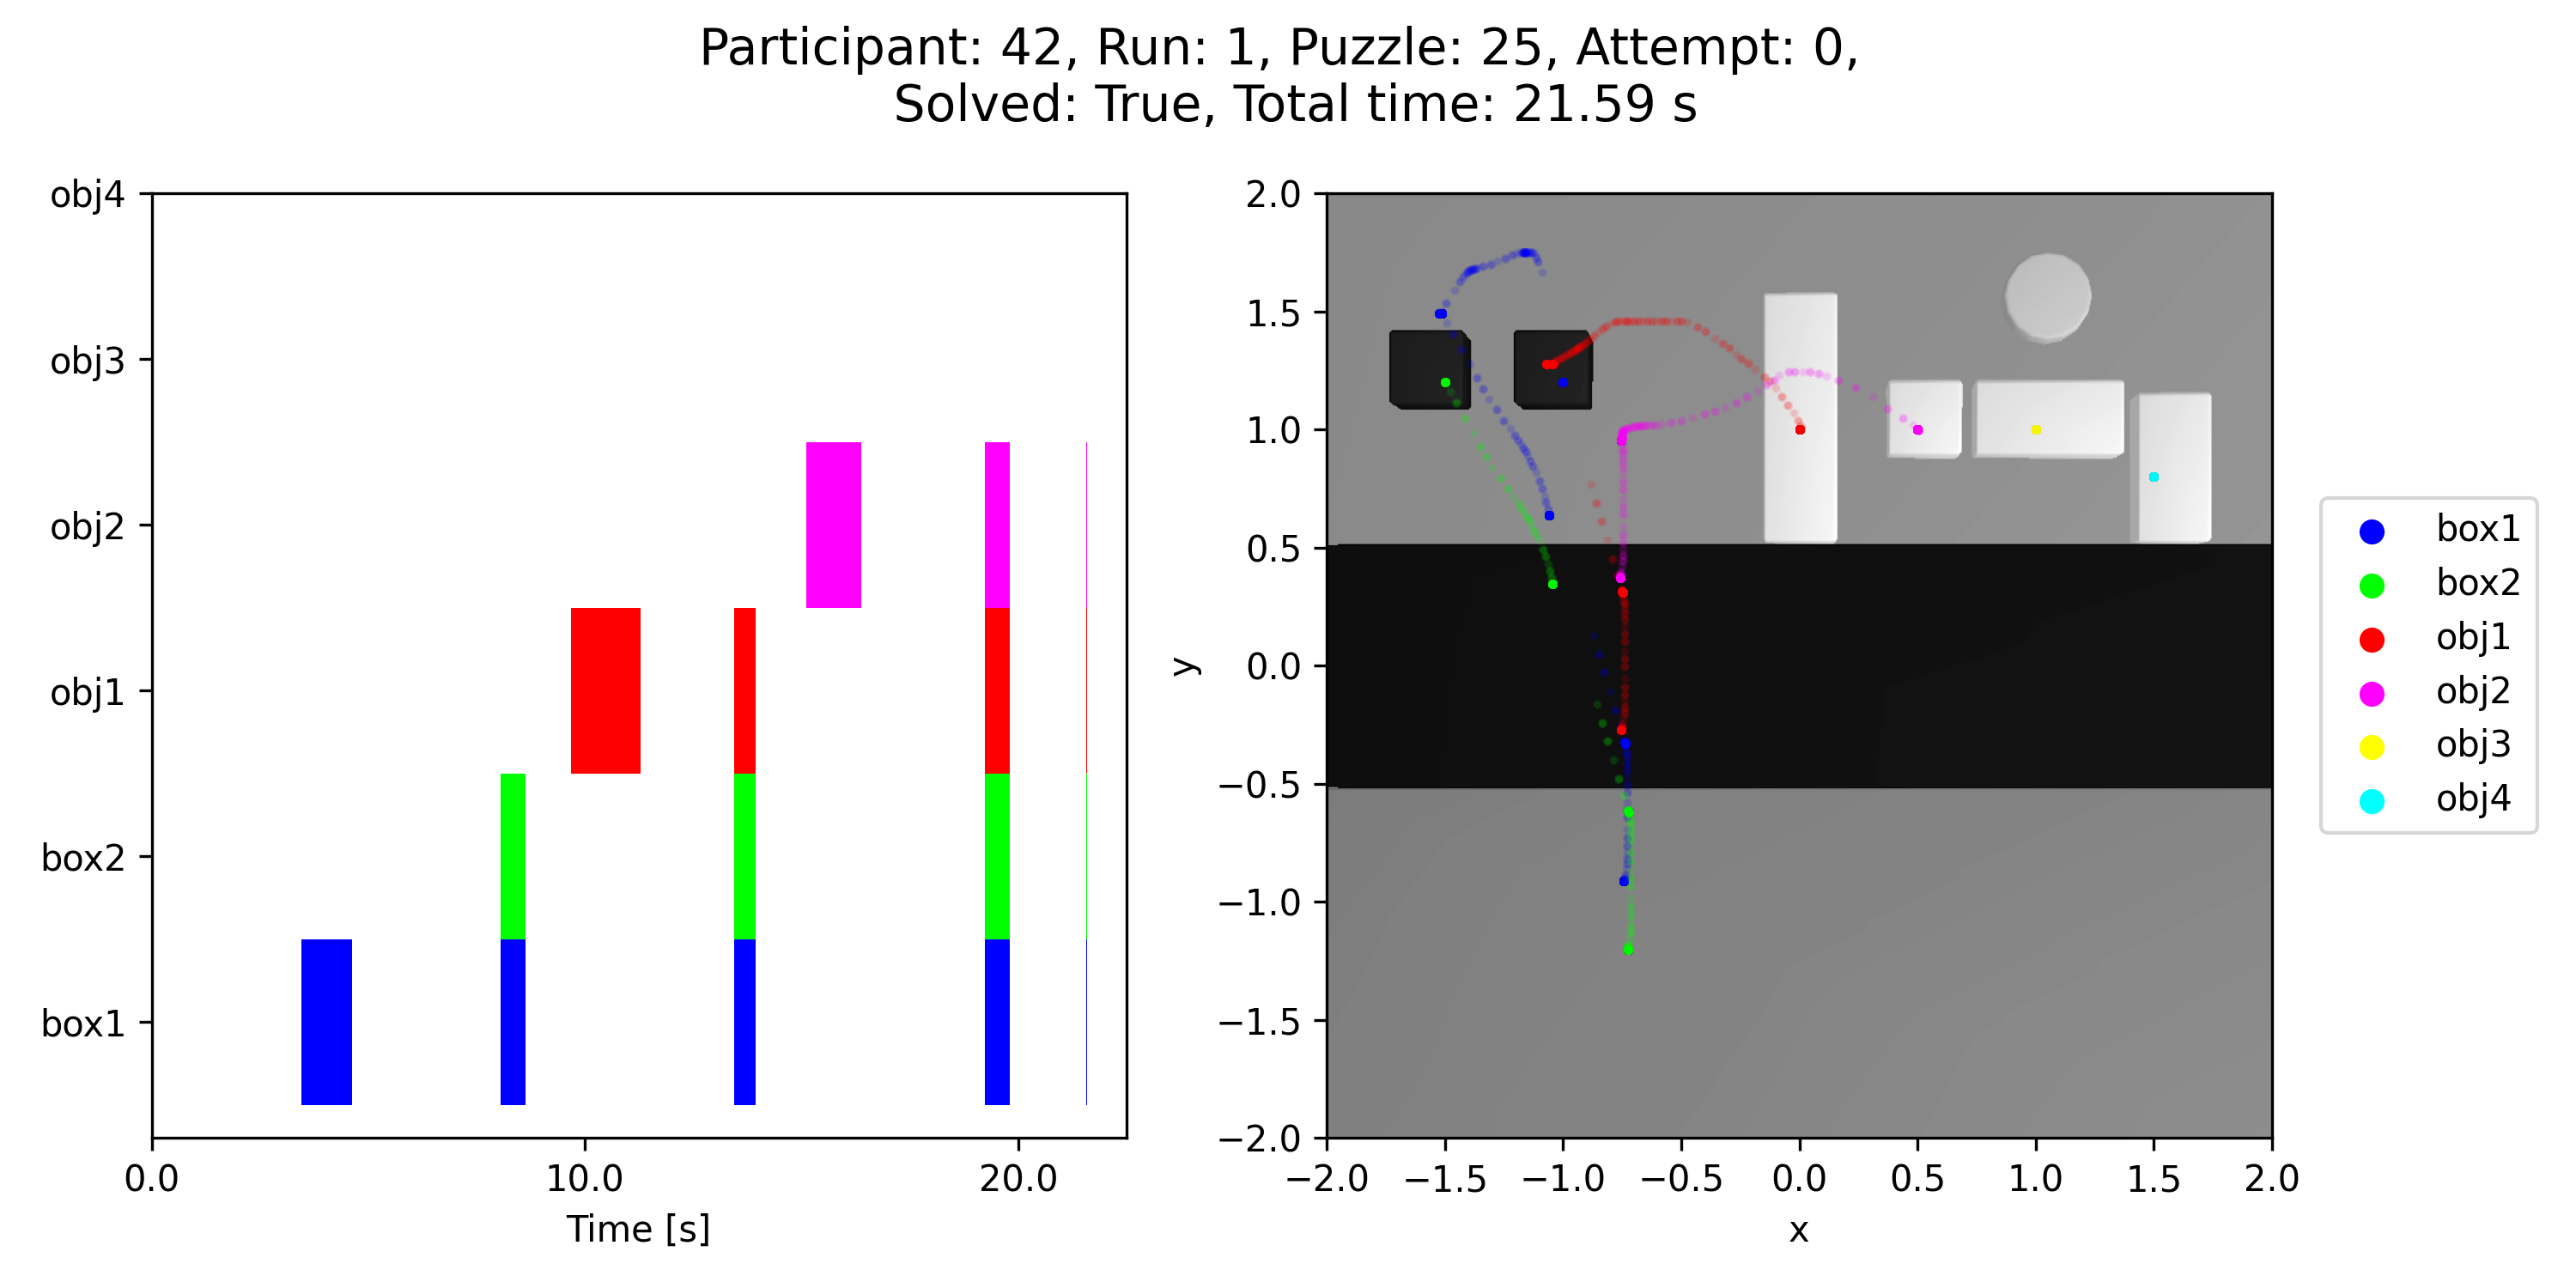 Participant: 42, Run: 1, Puzzle: 25, Attempt: 0,
Solved: True, Total time: 21.59 s
obj4
obj3
obj2
obj1
box2
box1
0.0 10.0 20.0
Time [s]
2.0
1.5
1.0
0.5
0.0
−0.5
−1.0
−1.5
−2.0
y
−2.0 −1.5 −1.0 −0.5 0.0 0.5 1.0 1.5 2.0
x
box1
box2
obj1
obj2
obj3
obj4